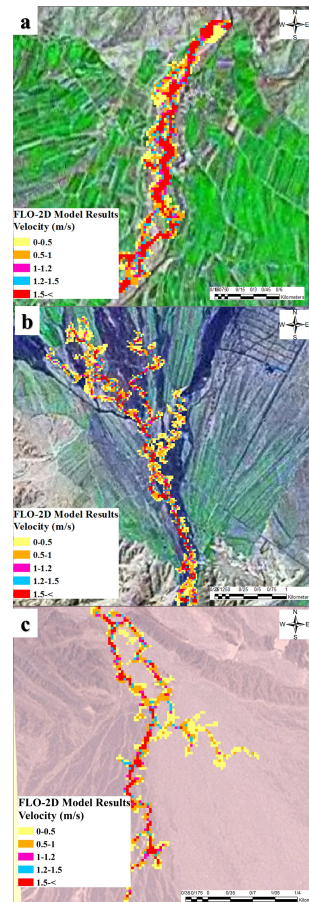 a
N
W E
S
FLO-2D Model Results
Velocity (m/s)
0-0.5
0.5-1
1-1.2
1.2-1.5
1.5-<
Kilometers
b
N
W E
S
FLO-2D Model Results
Velocity (m/s)
0-0.5
0.5-1
1-1.2
1.2-1.5
1.5-<
c
N
W E
S
FLO-2D Model Results
Velocity (m/s)
0-0.5
0.5-1
1-1.2
1.2-1.5
1.5-<
Kilometers